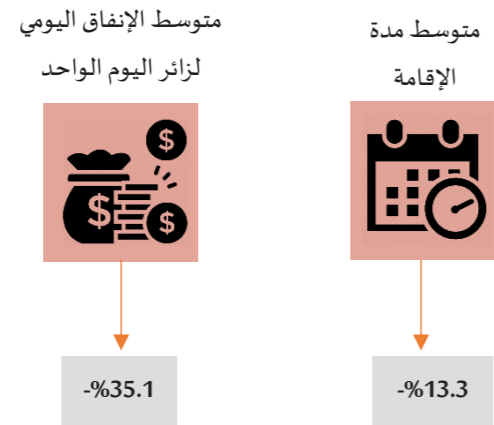 متوسط مدة
الإقامة
-%13.3
متوسط الإنفاق اليومي
لزائر اليوم الواحد
$
$
$
-%35.1